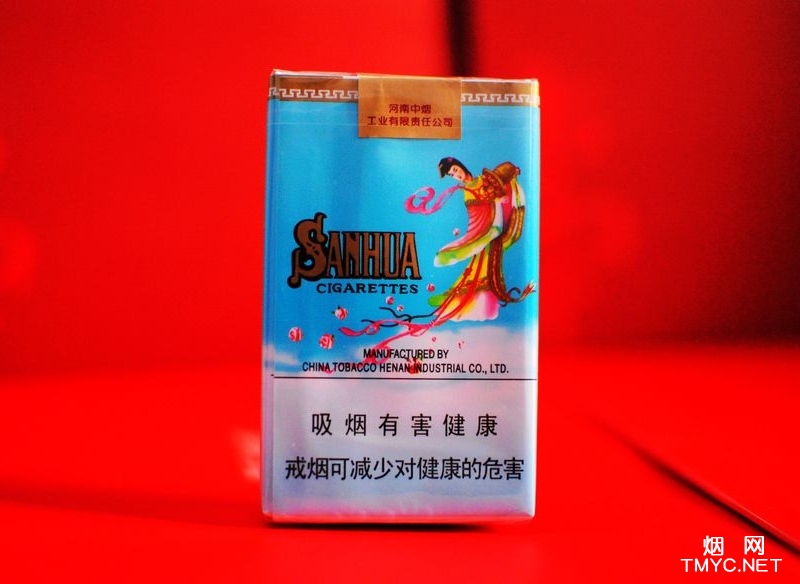 河南中烟
工业有限责任公司
SANHUA
CIGARETTES
MANUFACTURED BY
CHINA TOBACCO HENAN INDUSTRIAL CO., LTD.
吸烟有害健康
戒烟可减少对健康的危害
烟网
TMYC.NET